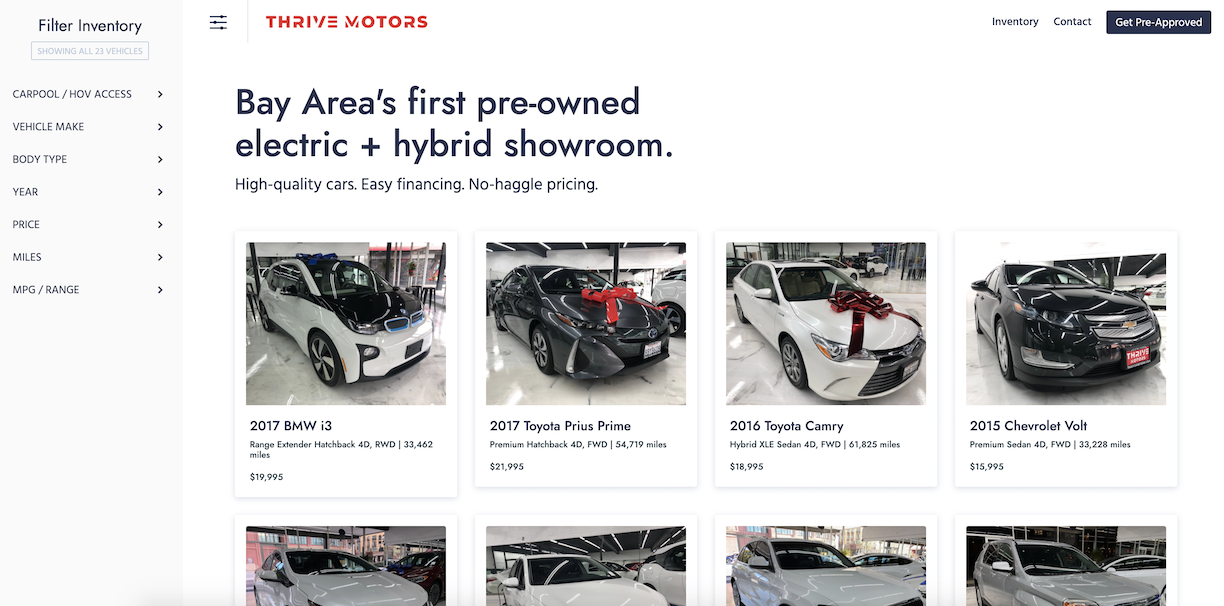 Filter Inventory
SHOWING ALL 23 VEHICLES
CARPOOL / HOV ACCESS
VEHICLE MAKE
BODY TYPE
YEAR
PRICE
MILES
MPG / RANGE
THRIVE MOTORS
Inventory
Contact
Get Pre-Approved
Bay Area's first pre-owned
electric + hybrid showroom.
High-quality cars. Easy financing. No-haggle pricing.
2017 BMW i3
Range Extender Hatchback 4D, RWD | 33,462
miles
$19,995
2017 Toyota Prius Prime
Premium Hatchback 4D, FWD | 54,719 miles
$21,995
2016 Toyota Camry
Hybrid XLE Sedan 4D, FWD | 61,825 miles
$18,995
THRIVE
MOTORS
2015 Chevrolet Volt
Premium Sedan 4D, FWD | 33,228 miles
$15,995